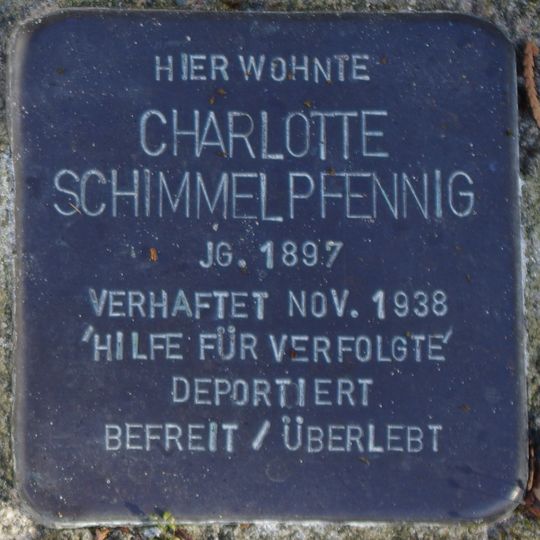 HIER WOHNTE
CHARLOTTE
SCHIMMELPFENNIG
JG. 1897
VERHAFTET NOV. 1938
'HILFE FÜR VERFOLGTE'
DEPORTIERT
BEFREIT / ÜBERLEBT